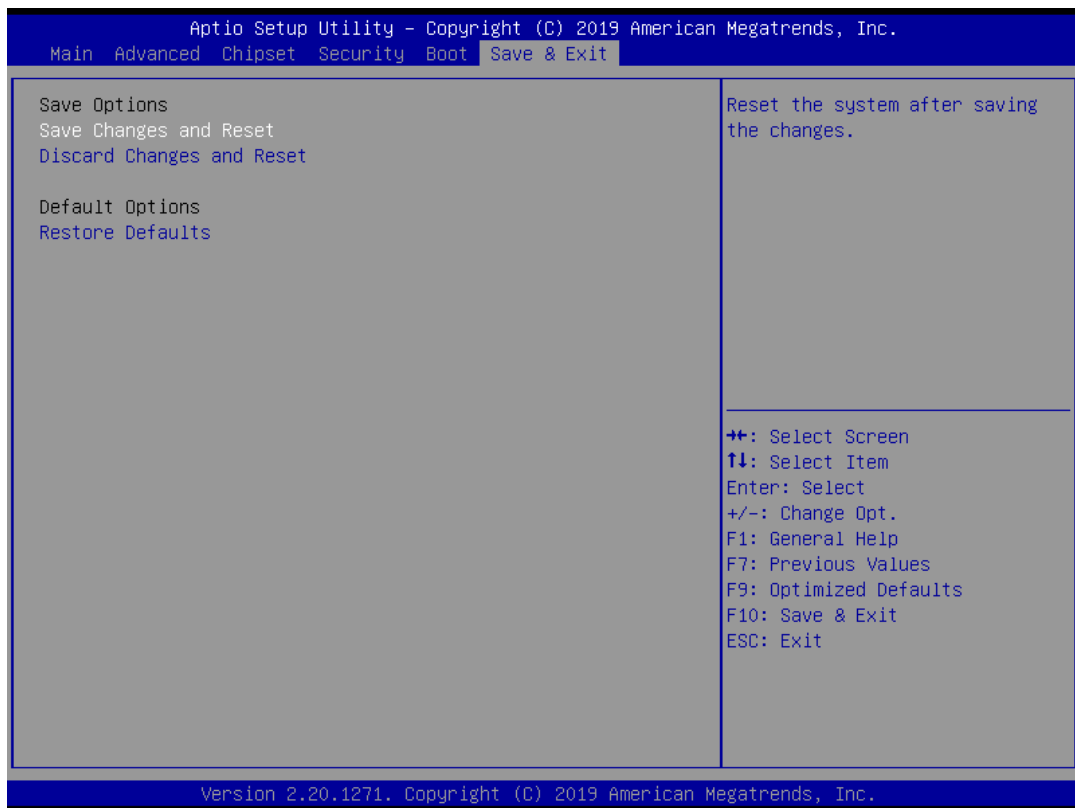 Aptio Setup Utility – Copyright (C) 2019 American Megatrends, Inc.
Main Advanced Chipset Security Boot Save & Exit
Save Options
Save Changes and Reset
Discard Changes and Reset
Default Options
Restore Defaults
Reset the system after saving
the changes.
→←: Select Screen
↑↓: Select Item
Enter: Select
+/-: Change Opt.
F1: General Help
F7: Previous Values
F9: Optimized Defaults
F10: Save & Exit
ESC: Exit
Version 2.20.1271. Copyright (C) 2019 American Megatrends, Inc.